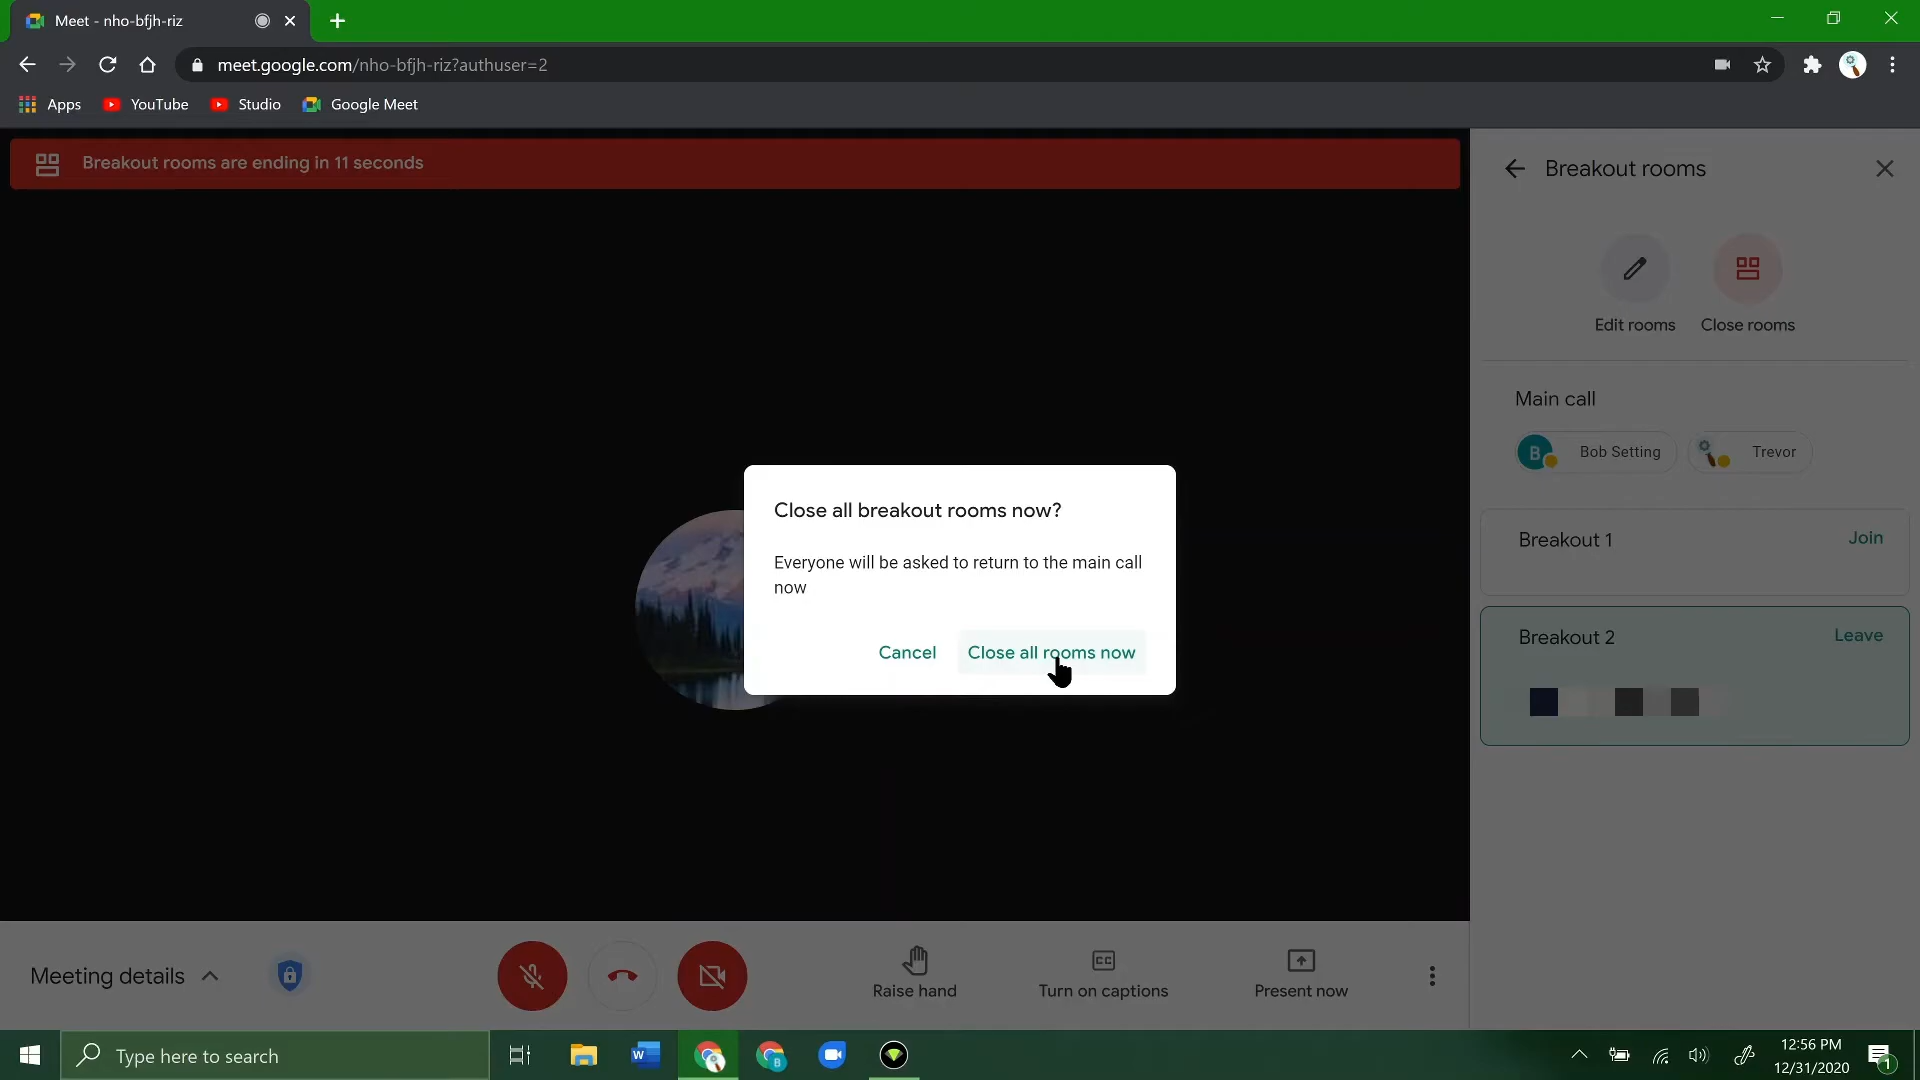 Meet - nho-bfjh-riz
meet.google.com/nho-bfjh-riz?authuser=2
Apps YouTube Studio Google Meet
Breakout rooms are ending in 11 seconds
Breakout rooms
Edit rooms Close rooms
Main call
B Bob Setting Trevor
Breakout 1 Join
Breakout 2 Leave
Close all breakout rooms now?
Everyone will be asked to return to the main call
now
Cancel Close all rooms now
Meeting details
CC
Raise hand Turn on captions Present now
Type here to search
W
B
12:56 PM
12/31/2020
1